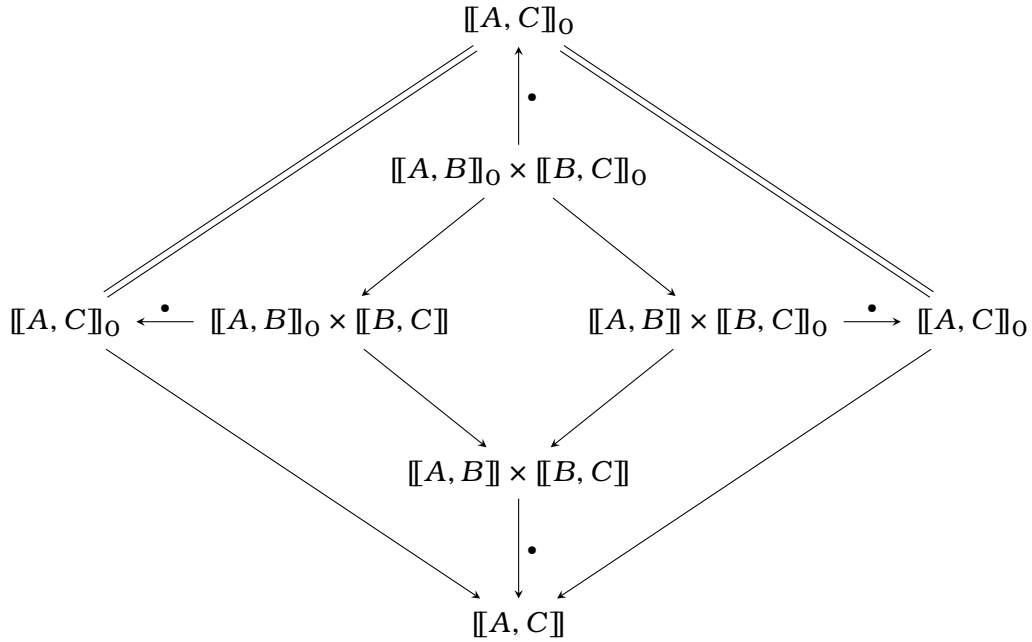 ⟦A, C⟧₀
•
⟦A, B⟧₀ × ⟦B, C⟧₀
⟦A, C⟧₀ • ⟦A, B⟧₀ × ⟦B, C⟧ ⟦A, B⟧ × ⟦B, C⟧₀ • ⟦A, C⟧₀
⟦A, B⟧ × ⟦B, C⟧
•
⟦A, C⟧